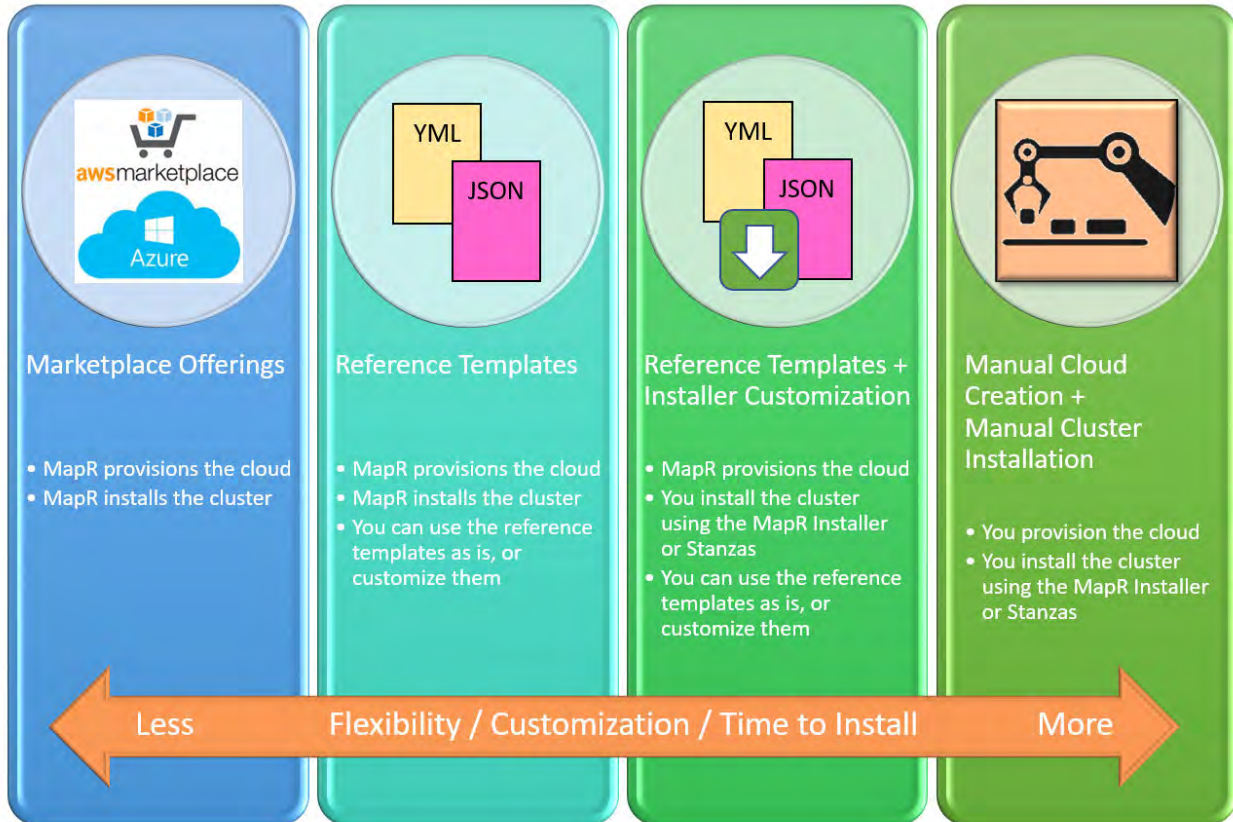 awsmarketplace
Azure
Marketplace Offerings
• MapR provisions the cloud
• MapR installs the cluster
YML
JSON
Reference Templates
• MapR provisions the cloud
• MapR installs the cluster
• You can use the reference
templates as is, or
customize them
YML
JSON
Reference Templates +
Installer Customization
• MapR provisions the cloud
• You install the cluster
using the MapR Installer
or Stanzas
• You can use the reference
templates as is, or
customize them
Manual Cloud
Creation +
Manual Cluster
Installation
• You provision the cloud
• You install the cluster
using the MapR Installer
or Stanzas
Less Flexibility / Customization / Time to Install More